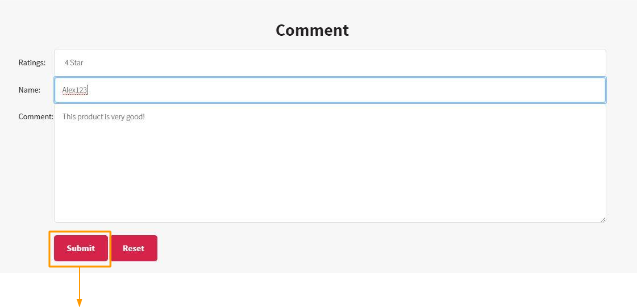 Comment
Ratings: 4 Star
Name: Alex123
Comment: This product is very good!
Submit Reset